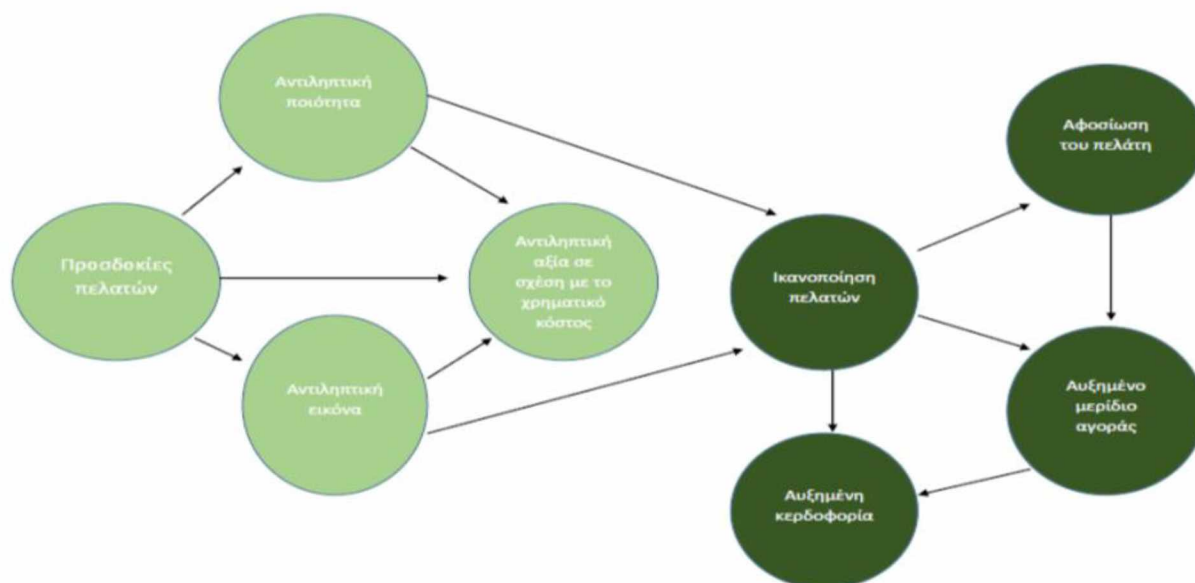 Αντιληπτική
ποιότητα
Αφοσίωση
του πελάτη
Προσδοκίες
πελατών
Αντιληπτική
αξία σε
σχέση με το
χρηματικό
κόστος
Ικανοποίηση
πελατών
Αντιληπτική
εικόνα
Αυξημένο
μερίδιο
αγοράς
Αυξημένη
κερδοφορία